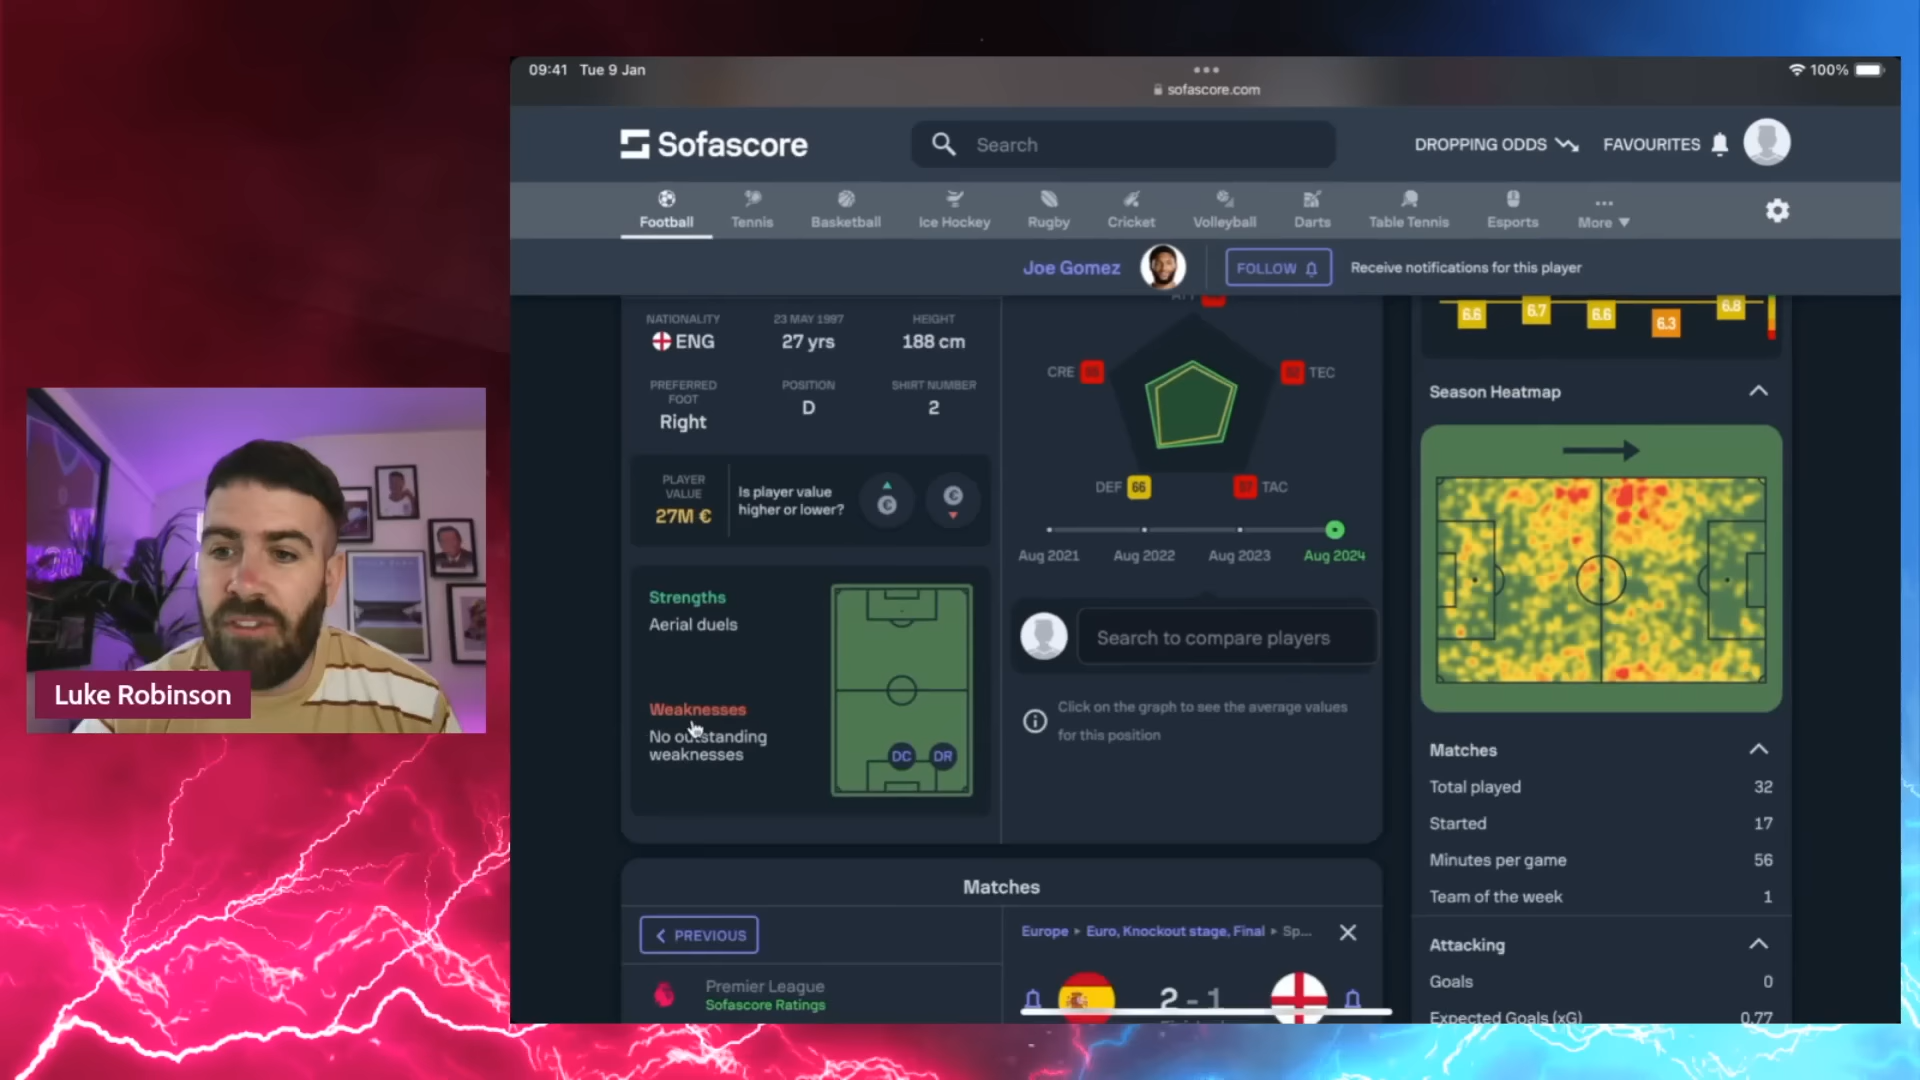 09:41 Tue 9 Jan
100%
sofascore.com
Sofascore
Search
DROPPING ODDS
FAVOURITES
Football
Tennis
Basketball
Ice Hockey
Rugby
Cricket
Volleyball
Darts
Table Tennis
Esports
More
Joe Gomez
FOLLOW
Receive notifications for this player
NATIONALITY
ENG
23 MAY 1997
27 yrs
HEIGHT
188 cm
PREFERRED
FOOT
Right
POSITION
D
SHIRT NUMBER
2
PLAYER
VALUE
27M €
Is player value
higher or lower?
Strengths
Aerial duels
Weaknesses
No outstanding
weaknesses
DC
DR
CRE
TEC
DEF 66
TAC
Aug 2021
Aug 2022
Aug 2023
Aug 2024
Search to compare players
Click on the graph to see the average values
for this position
6.6
6.7
6.6
6.3
6.8
Season Heatmap
Matches
Total played 32
Started 17
Minutes per game 56
Team of the week 1
Attacking
Goals 0
Expected Goals (xG) 0.77
Matches
PREVIOUS
Premier League
Sofascore Ratings
Europe
Euro, Knockout stage, Final
Sp...
2 - 1
Luke Robinson